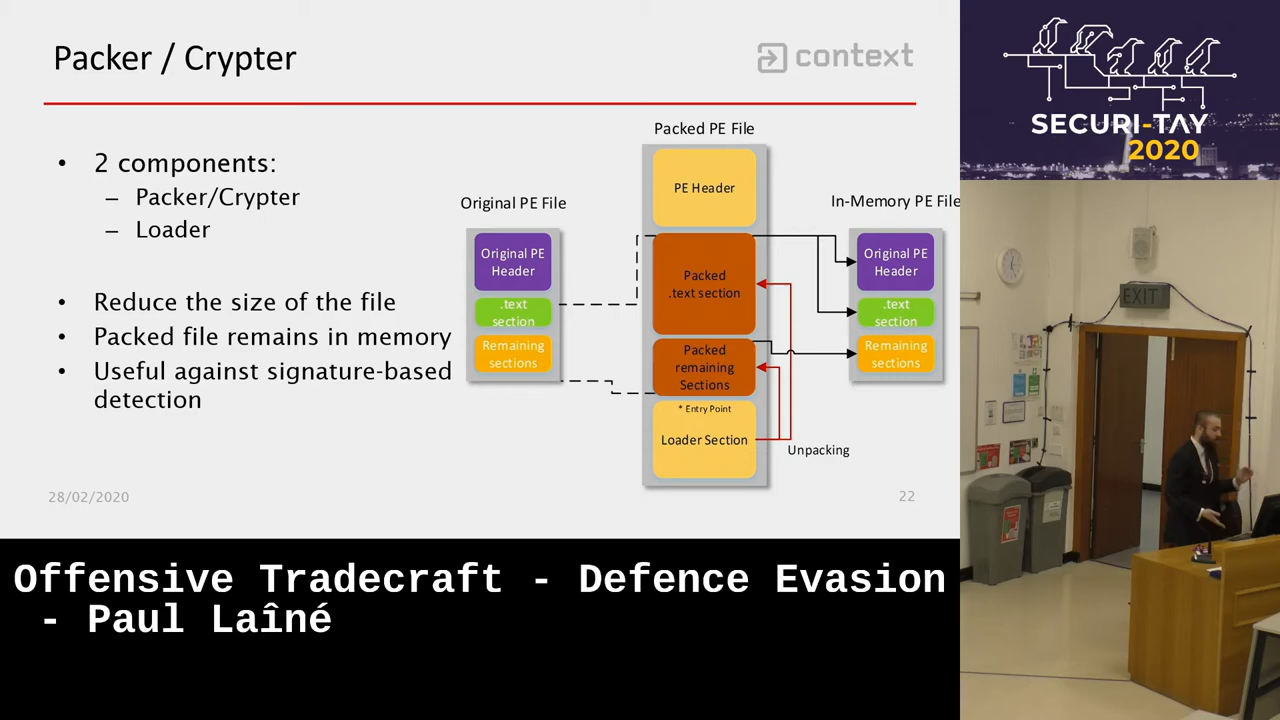 Packer / Crypter
context
• 2 components:
– Packer/Crypter
– Loader
• Reduce the size of the file
• Packed file remains in memory
• Useful against signature-based
detection
Original PE File
Original PE
Header
.text
section
Remaining
sections
Packed PE File
PE Header
Packed
.text section
Packed
remaining
Sections
* Entry Point
Loader Section
Unpacking
In-Memory PE File
Original PE
Header
.text
section
Remaining
sections
28/02/2020
22
SECURI-TAY
2020
EXIT
Offensive Tradecraft - Defence Evasion
- Paul Laîné